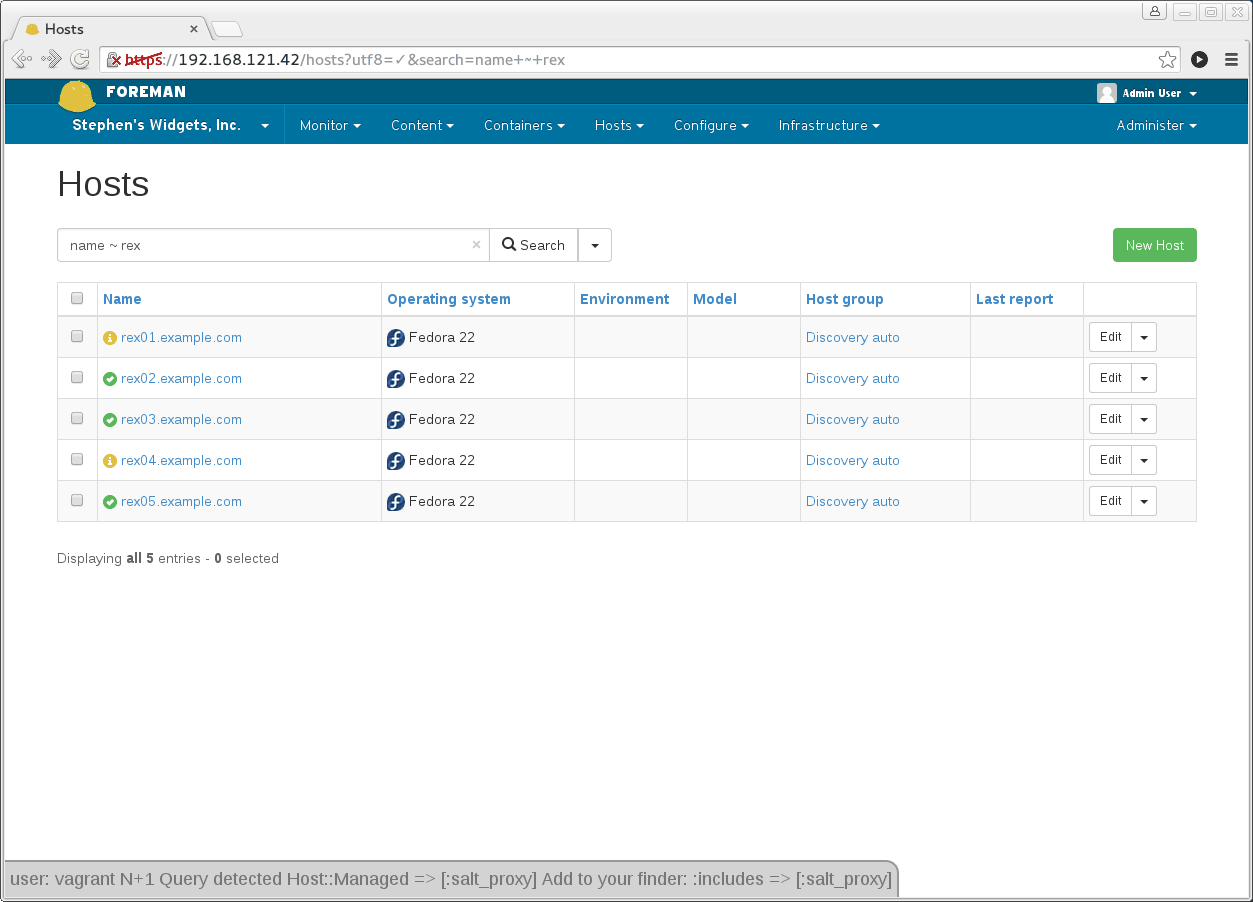 Hosts
https://192.168.121.42/hosts?utf8=✓&search=name+~+rex
FOREMAN Admin User
Stephen's Widgets, Inc. Monitor Content Containers Hosts Configure Infrastructure Administer
Hosts
name ~ rex × Search New Host
Name Operating system Environment Model Host group Last report
rex01.example.com Fedora 22 Discovery auto Edit
rex02.example.com Fedora 22 Discovery auto Edit
rex03.example.com Fedora 22 Discovery auto Edit
rex04.example.com Fedora 22 Discovery auto Edit
rex05.example.com Fedora 22 Discovery auto Edit
Displaying all 5 entries - 0 selected
user: vagrant N+1 Query detected Host::Managed => [:salt_proxy] Add to your finder: :includes => [:salt_proxy]